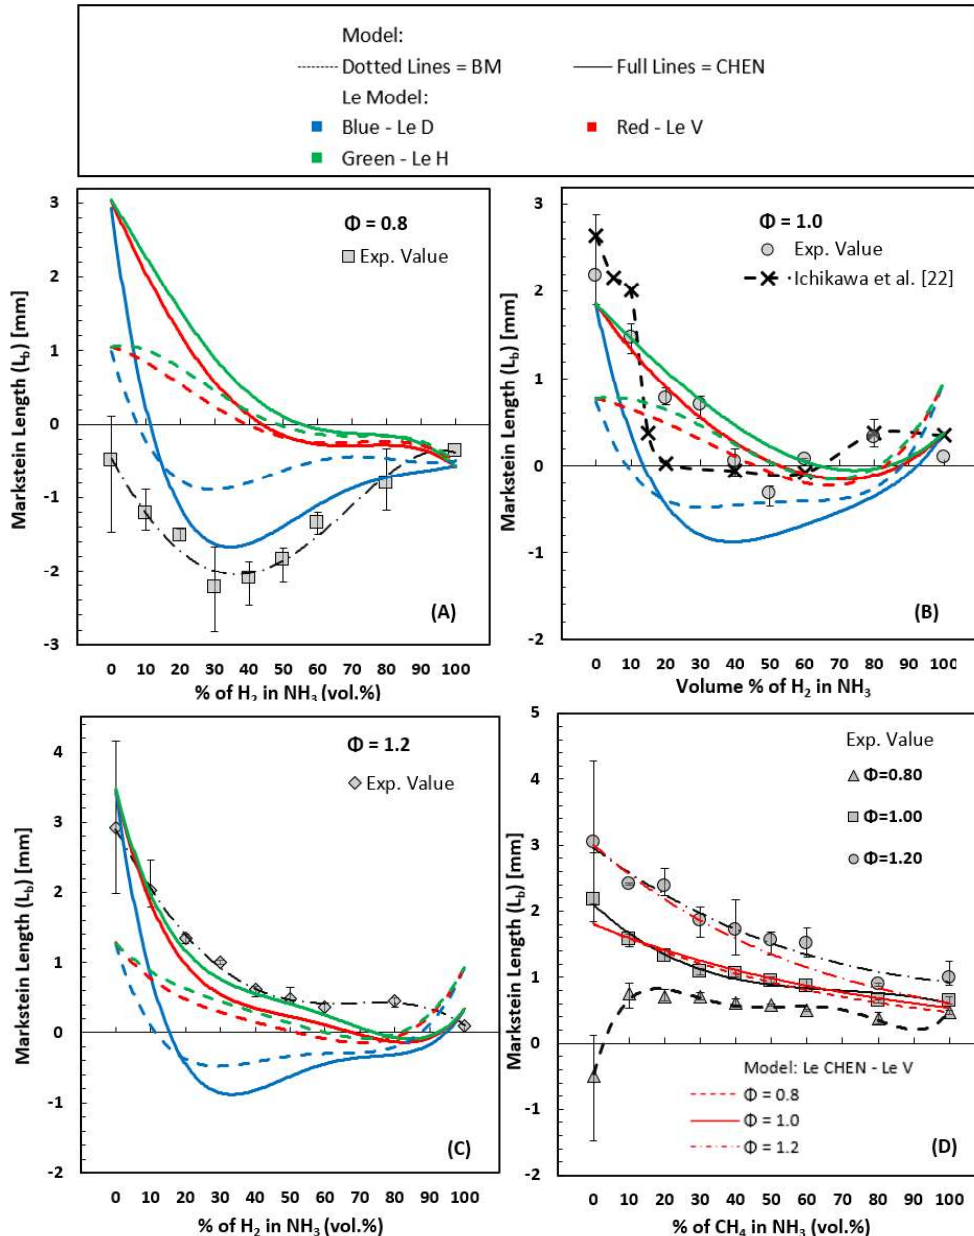 Model:
Dotted Lines = BM
Full Lines = CHEN
Le Model:
Blue - Le D
Red - Le V
Green - Le H
3
2
1
0
-1
-2
-3
Markstein Length (Lb) [mm]
Φ = 0.8
Exp. Value
(A)
0 10 20 30 40 50 60 70 80 90 100
% of H2 in NH3 (vol.%)
3
2
1
0
-1
-2
Markstein Length (Lb) [mm]
Φ = 1.0
Exp. Value
Ichikawa et al. [22]
(B)
0 10 20 30 40 50 60 70 80 90 100
Volume % of H2 in NH3
4
3
2
1
0
-1
-2
Markstein Length (Lb) [mm]
Φ = 1.2
Exp. Value
(C)
0 10 20 30 40 50 60 70 80 90 100
% of H2 in NH3 (vol.%)
5
4
3
2
1
0
-1
-2
Markstein Length (Lb) [mm]
Exp. Value
Φ=0.80
Φ=1.00
Φ=1.20
Model: Le CHEN - Le V
Φ = 0.8
Φ = 1.0
Φ = 1.2
(D)
0 10 20 30 40 50 60 70 80 90 100
% of CH4 in NH3 (vol.%)